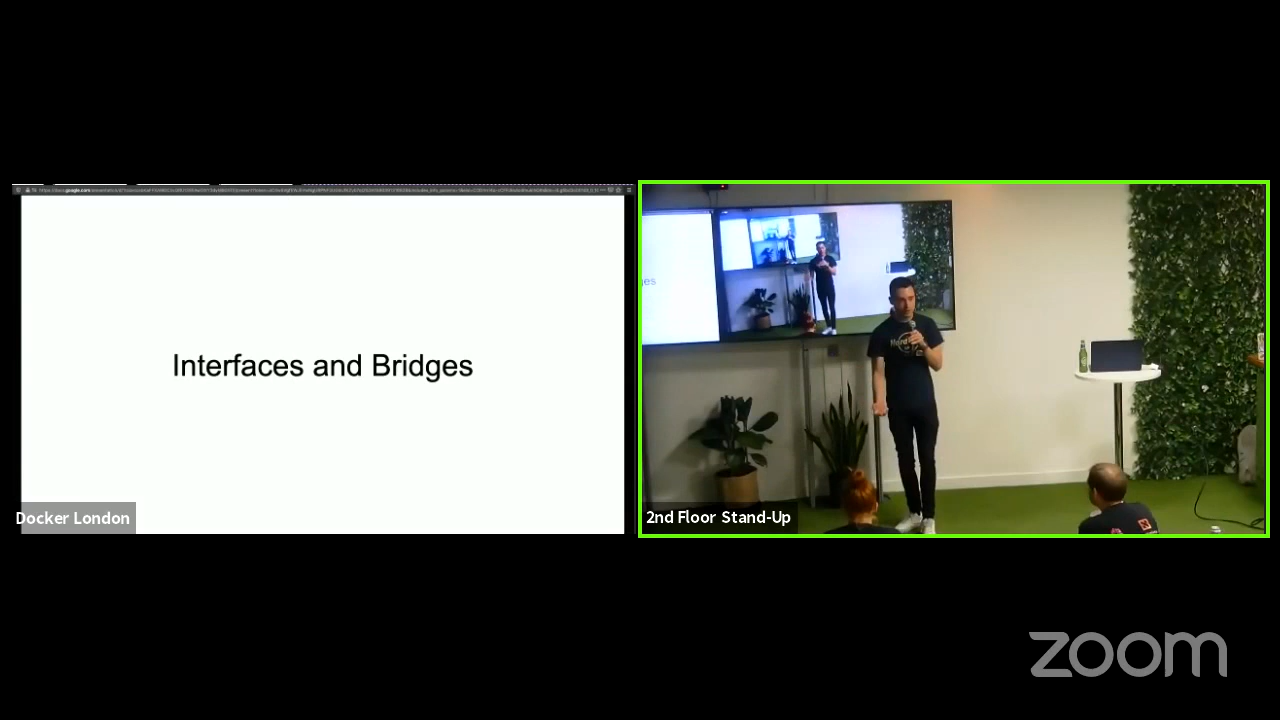 Interfaces and Bridges
Docker London
2nd Floor Stand-Up
zoom